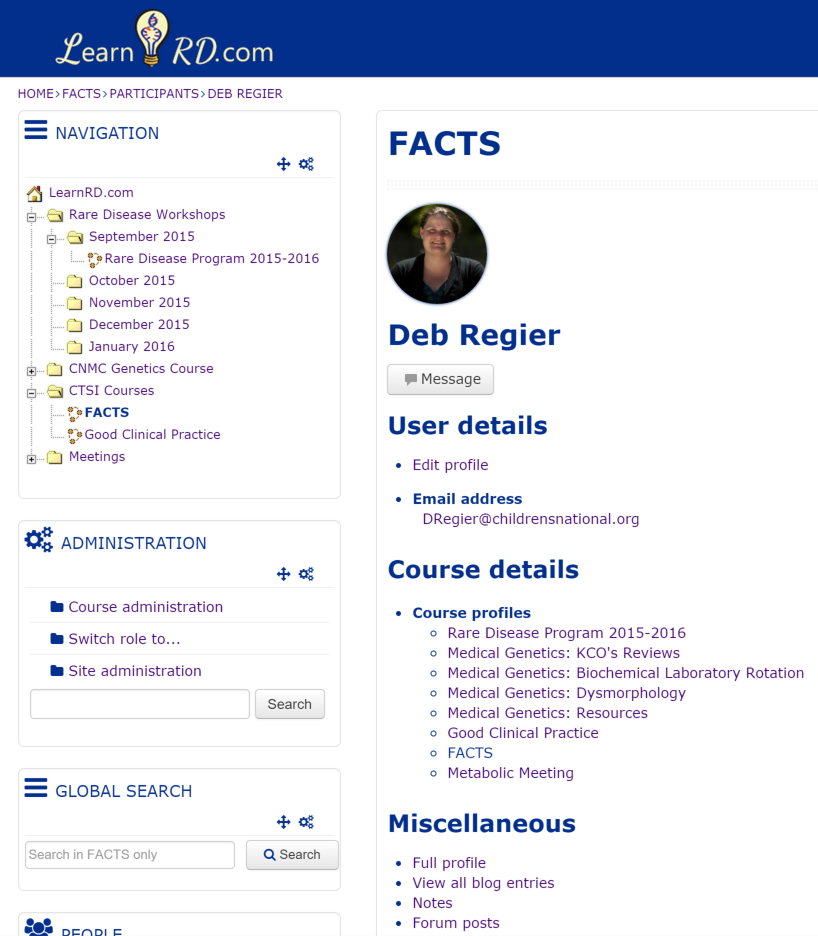 Learn RD.com
HOME › FACTS › PARTICIPANTS › DEB REGIER
NAVIGATION
LearnRD.com
Rare Disease Workshops
September 2015
Rare Disease Program 2015-2016
October 2015
November 2015
December 2015
January 2016
CNMC Genetics Course
CTSI Courses
FACTS
Good Clinical Practice
Meetings
ADMINISTRATION
Course administration
Switch role to...
Site administration
Search
GLOBAL SEARCH
Search in FACTS only
Search
PEOPLE
FACTS
Deb Regier
Message
User details
Edit profile
Email address
DRegier@childrensnational.org
Course details
Course profiles
Rare Disease Program 2015-2016
Medical Genetics: KCO's Reviews
Medical Genetics: Biochemical Laboratory Rotation
Medical Genetics: Dysmorphology
Medical Genetics: Resources
Good Clinical Practice
FACTS
Metabolic Meeting
Miscellaneous
Full profile
View all blog entries
Notes
Forum posts